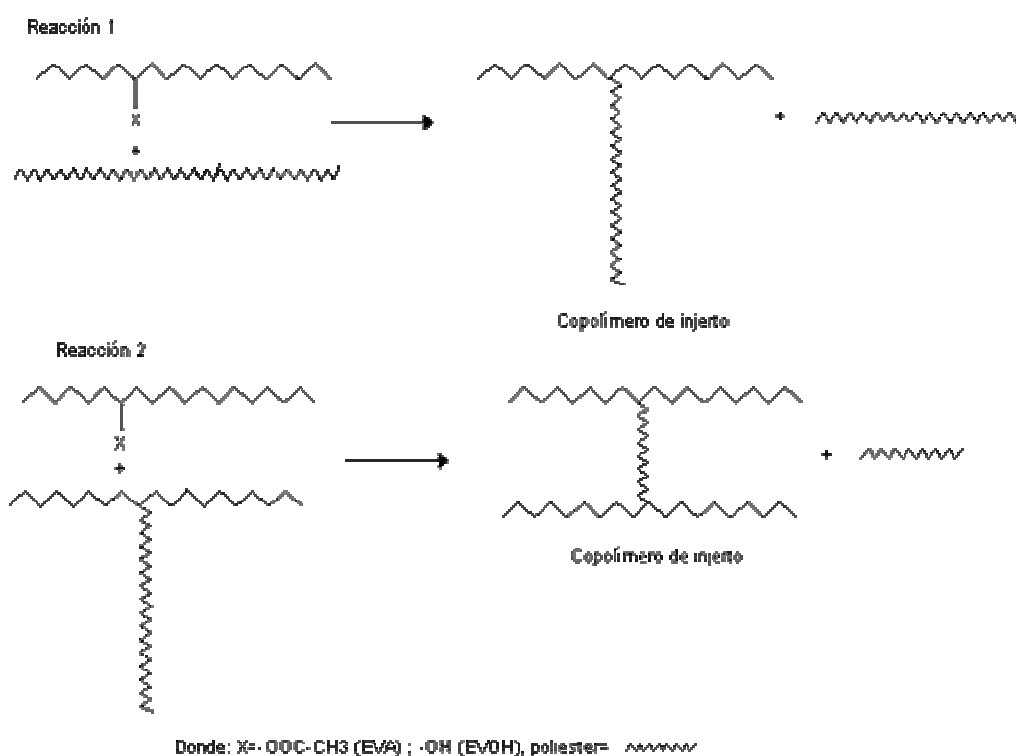 Reacción 1
X
+
+
Copolímero de injerto
Reacción 2
X
+
+
Copolímero de injerto
Donde: X=-OOC-CH3 (EVA) ; -OH (EVOH), poliester=